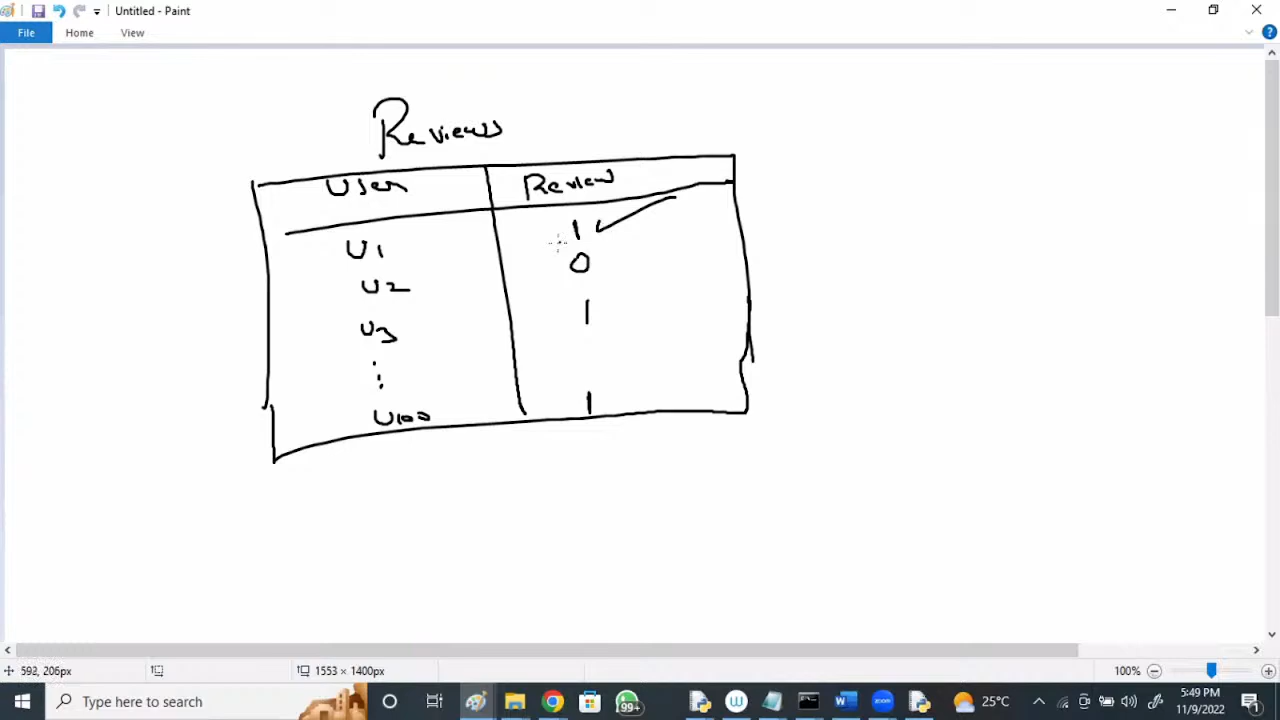 Untitled - Paint
File Home View
Reviews
User Review
U1 1
U2 0
U3 1
⋮
U100 1
592, 206px 1553 × 1400px 100%
Type here to search 99+ 25°C 5:49 PM
11/9/2022